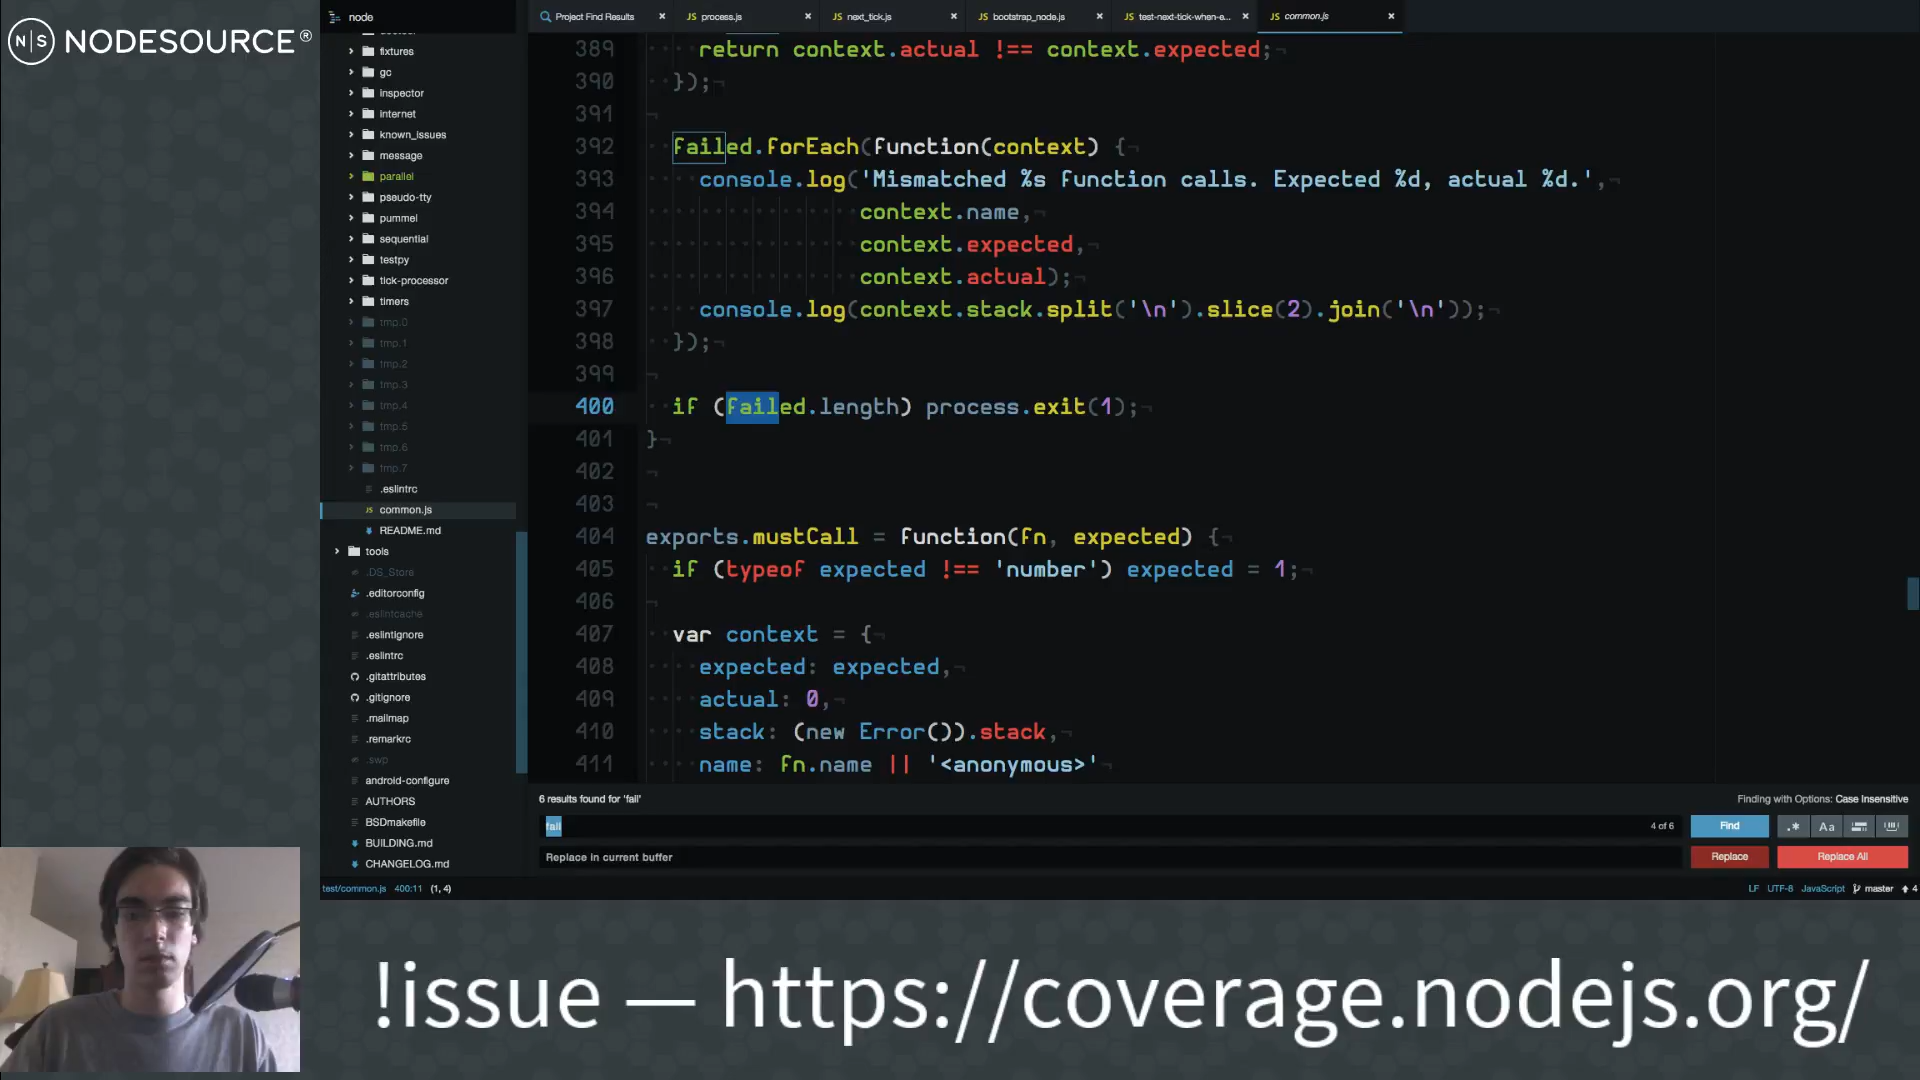 N|S NODESOURCE®
node
fixtures
gc
inspector
internet
known_issues
message
parallel
pseudo-tty
pummel
sequential
testpy
tick-processor
timers
tmp.0
tmp.1
tmp.2
tmp.3
tmp.4
tmp.5
tmp.6
tmp.7
.eslintrc
common.js
README.md
tools
.DS_Store
.editorconfig
.eslintcache
.eslintignore
.eslintrc
.gitattributes
.gitignore
.mailmap
.remarkrc
.swp
android-configure
AUTHORS
BSDmakefile
BUILDING.md
CHANGELOG.md
Project Find Results
process.js
next_tick.js
bootstrap_node.js
test-next-tick-when-e...
common.js
389 return context.actual !== context.expected;
390 });
391
392 failed.forEach(function(context) {
393 console.log('Mismatched %s function calls. Expected %d, actual %d.',
394 context.name,
395 context.expected,
396 context.actual);
397 console.log(context.stack.split('\n').slice(2).join('\n'));
398 });
399
400 if (failed.length) process.exit(1);
401 }
402
403
404 exports.mustCall = function(fn, expected) {
405 if (typeof expected !== 'number') expected = 1;
406
407 var context = {
408 expected: expected,
409 actual: 0,
410 stack: (new Error()).stack,
411 name: fn.name || '<anonymous>'
6 results found for 'fail'
Finding with Options: Case Insensitive
fail
4 of 6
Find
.*
Aa
Replace in current buffer
Replace
Replace All
test/common.js 400:11 (1, 4)
LF UTF-8 JavaScript master 4
!issue — https://coverage.nodejs.org/